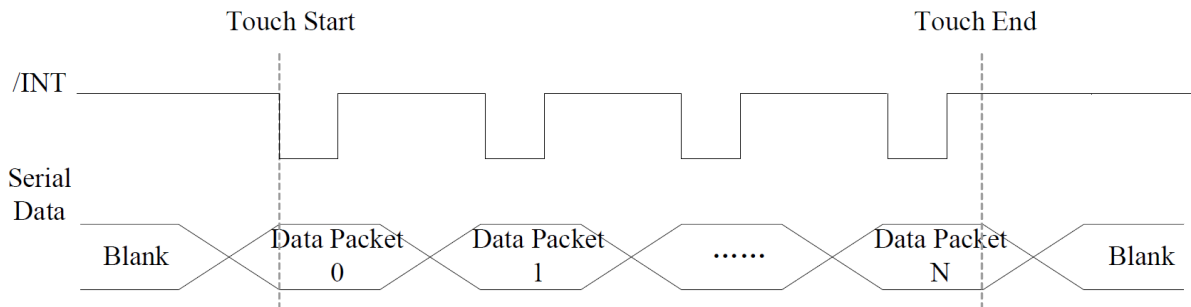 Touch Start
Touch End
/INT
Serial
Data
Blank
Data Packet
0
Data Packet
1
......
Data Packet
N
Blank